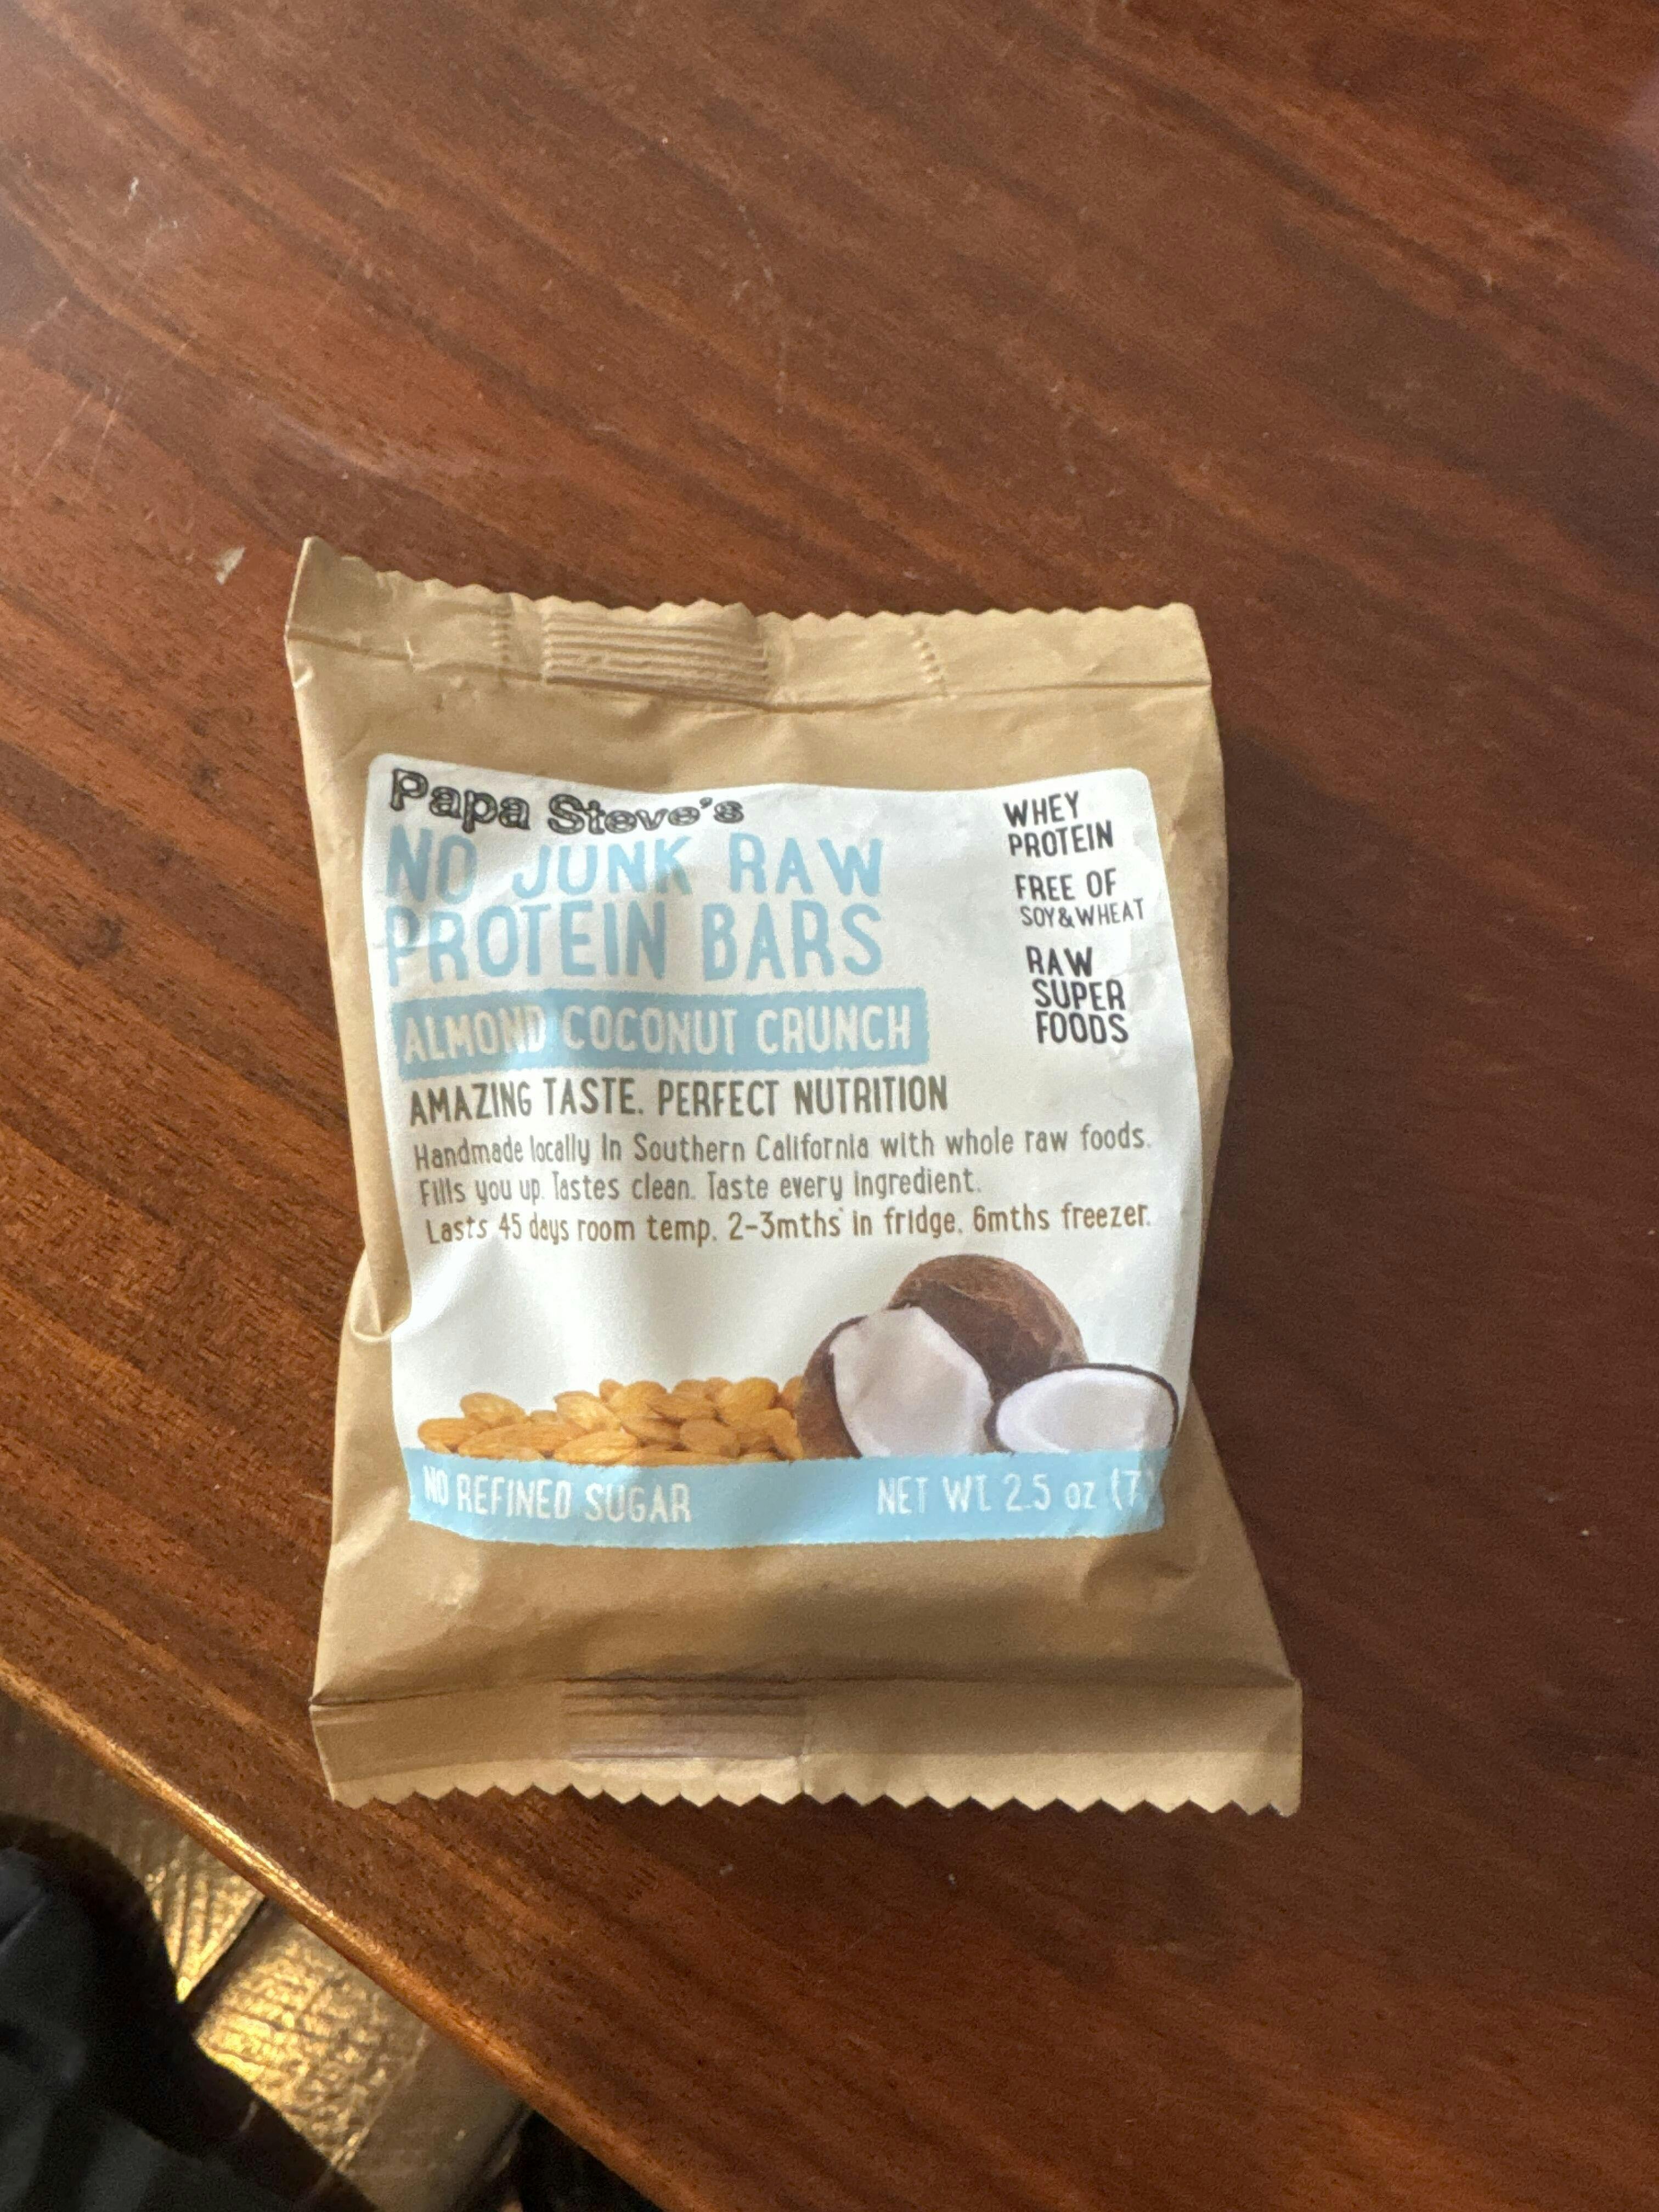 Papa Steve's
NO JUNK RAW
PROTEIN BARS
ALMOND COCONUT CRUNCH
AMAZING TASTE. PERFECT NUTRITION
Handmade locally In Southern California with whole raw foods.
Fills you up. Tastes clean. Taste every Ingredient.
Lasts 45 days room temp. 2-3mths in fridge. 6mths freezer.
WHEY
PROTEIN
FREE OF
SOY&WHEAT
RAW
SUPER
FOODS
NO REFINED SUGAR
NET WT. 2.5 oz